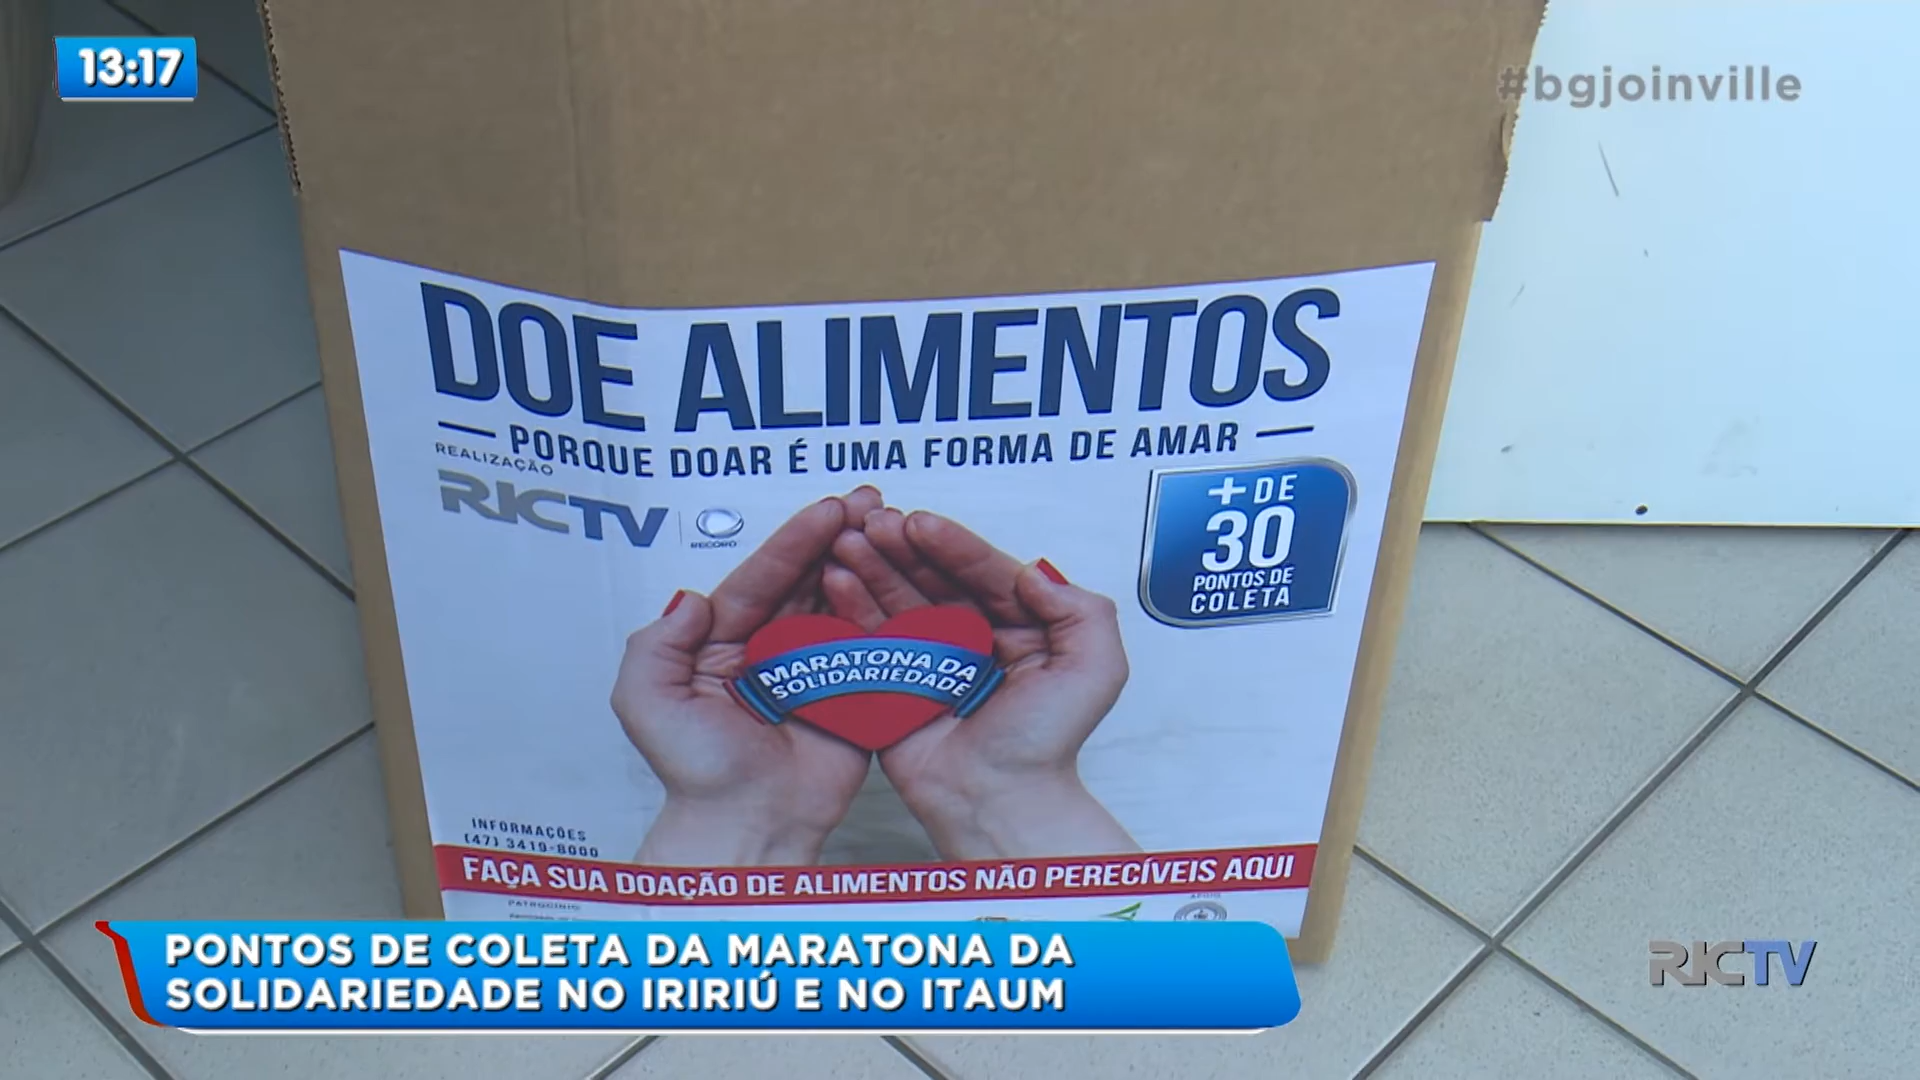 13:17
#bgjoinville
DOE ALIMENTOS
PORQUE DOAR É UMA FORMA DE AMAR
REALIZAÇÃO
RICTV
RECORD
+ DE
30
PONTOS DE
COLETA
MARATONA DA
SOLIDARIEDADE
INFORMAÇÕES
(47) 3419-8000
FAÇA SUA DOAÇÃO DE ALIMENTOS NÃO PERECÍVEIS AQUI
PATROCÍNIO
APOIO
PONTOS DE COLETA DA MARATONA DA
SOLIDARIEDADE NO IRIRIÚ E NO ITAUM
RICTV